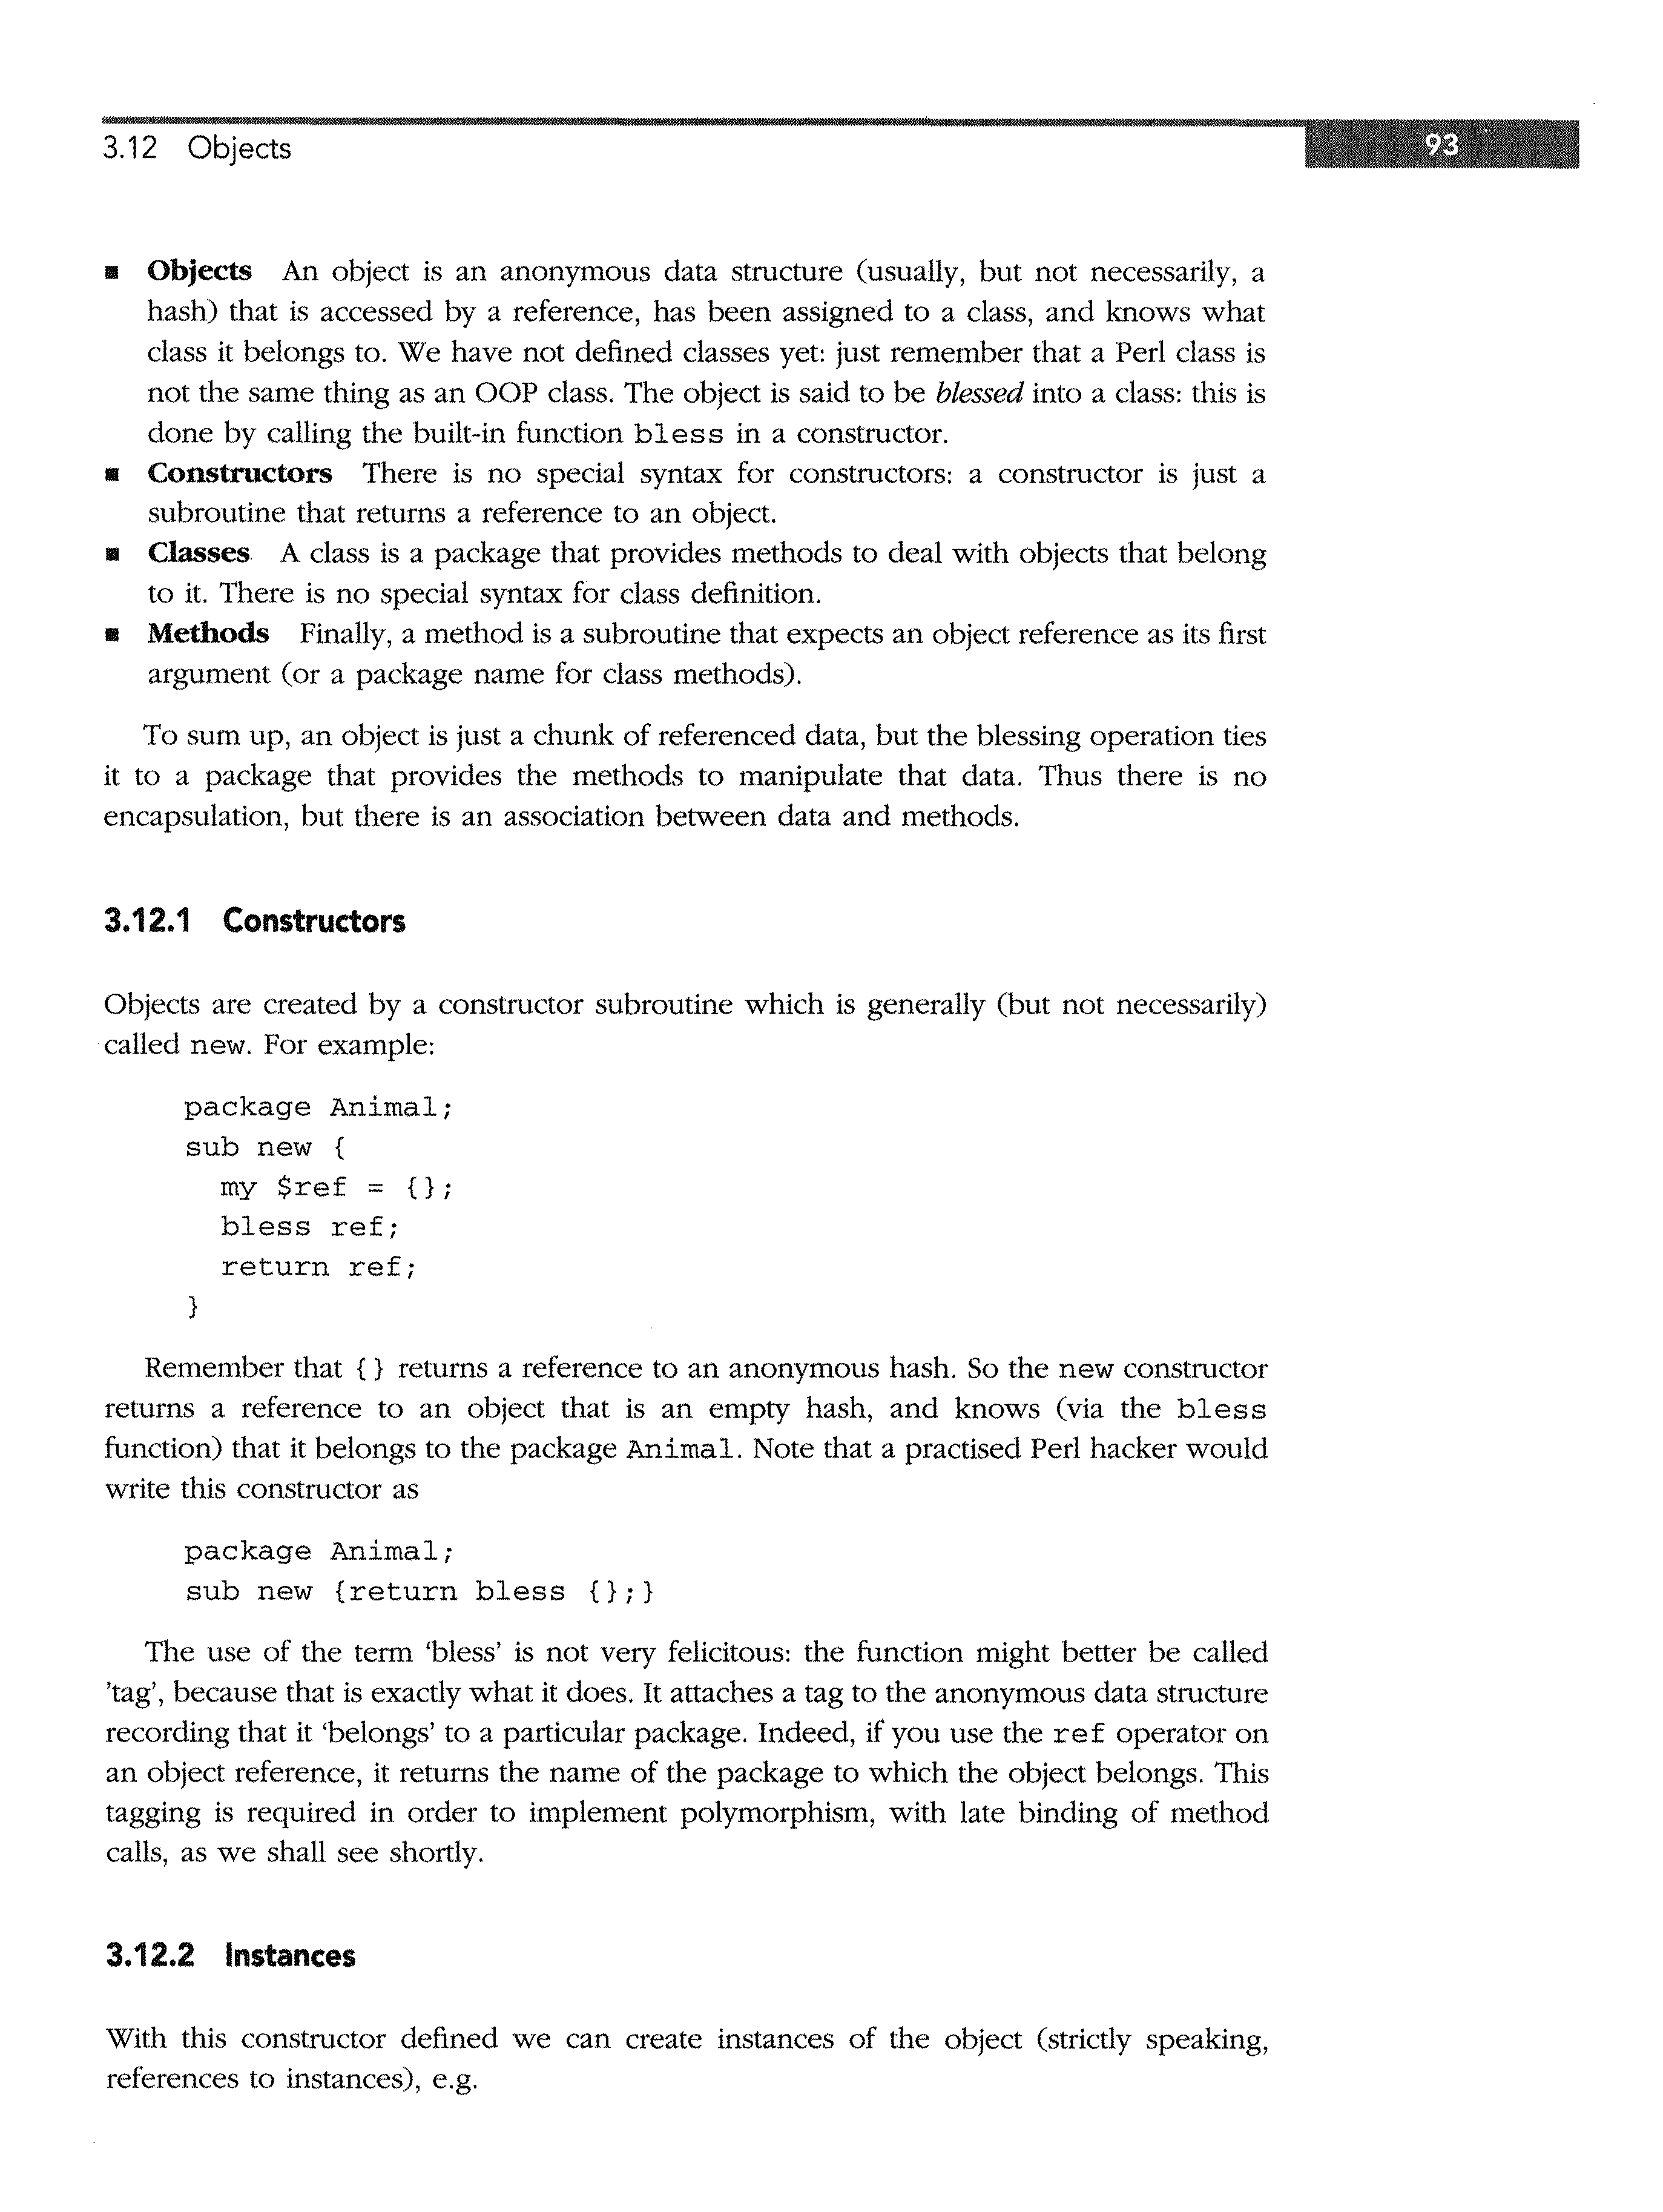 3.12 Objects
93
■ Objects An object is an anonymous data structure (usually, but not necessarily, a
hash) that is accessed by a reference, has been assigned to a class, and knows what
class it belongs to. We have not defined classes yet: just remember that a Perl class is
not the same thing as an OOP class. The object is said to be blessed into a class: this is
done by calling the built-in function bless in a constructor.
■ Constructors There is no special syntax for constructors: a constructor is just a
subroutine that returns a reference to an object.
■ Classes A class is a package that provides methods to deal with objects that belong
to it. There is no special syntax for class definition.
■ Methods Finally, a method is a subroutine that expects an object reference as its first
argument (or a package name for class methods).
To sum up, an object is just a chunk of referenced data, but the blessing operation ties
it to a package that provides the methods to manipulate that data. Thus there is no
encapsulation, but there is an association between data and methods.
3.12.1 Constructors
Objects are created by a constructor subroutine which is generally (but not necessarily)
called new. For example:
package Animal;
sub new {
my $ref = {};
bless ref;
return ref;
}
Remember that {} returns a reference to an anonymous hash. So the new constructor
returns a reference to an object that is an empty hash, and knows (via the bless
function) that it belongs to the package Animal. Note that a practised Perl hacker would
write this constructor as
package Animal;
sub new {return bless {};}
The use of the term ‘bless’ is not very felicitous: the function might better be called
’tag’, because that is exactly what it does. It attaches a tag to the anonymous data structure
recording that it ‘belongs’ to a particular package. Indeed, if you use the ref operator on
an object reference, it returns the name of the package to which the object belongs. This
tagging is required in order to implement polymorphism, with late binding of method
calls, as we shall see shortly.
3.12.2 Instances
With this constructor defined we can create instances of the object (strictly speaking,
references to instances), e.g.